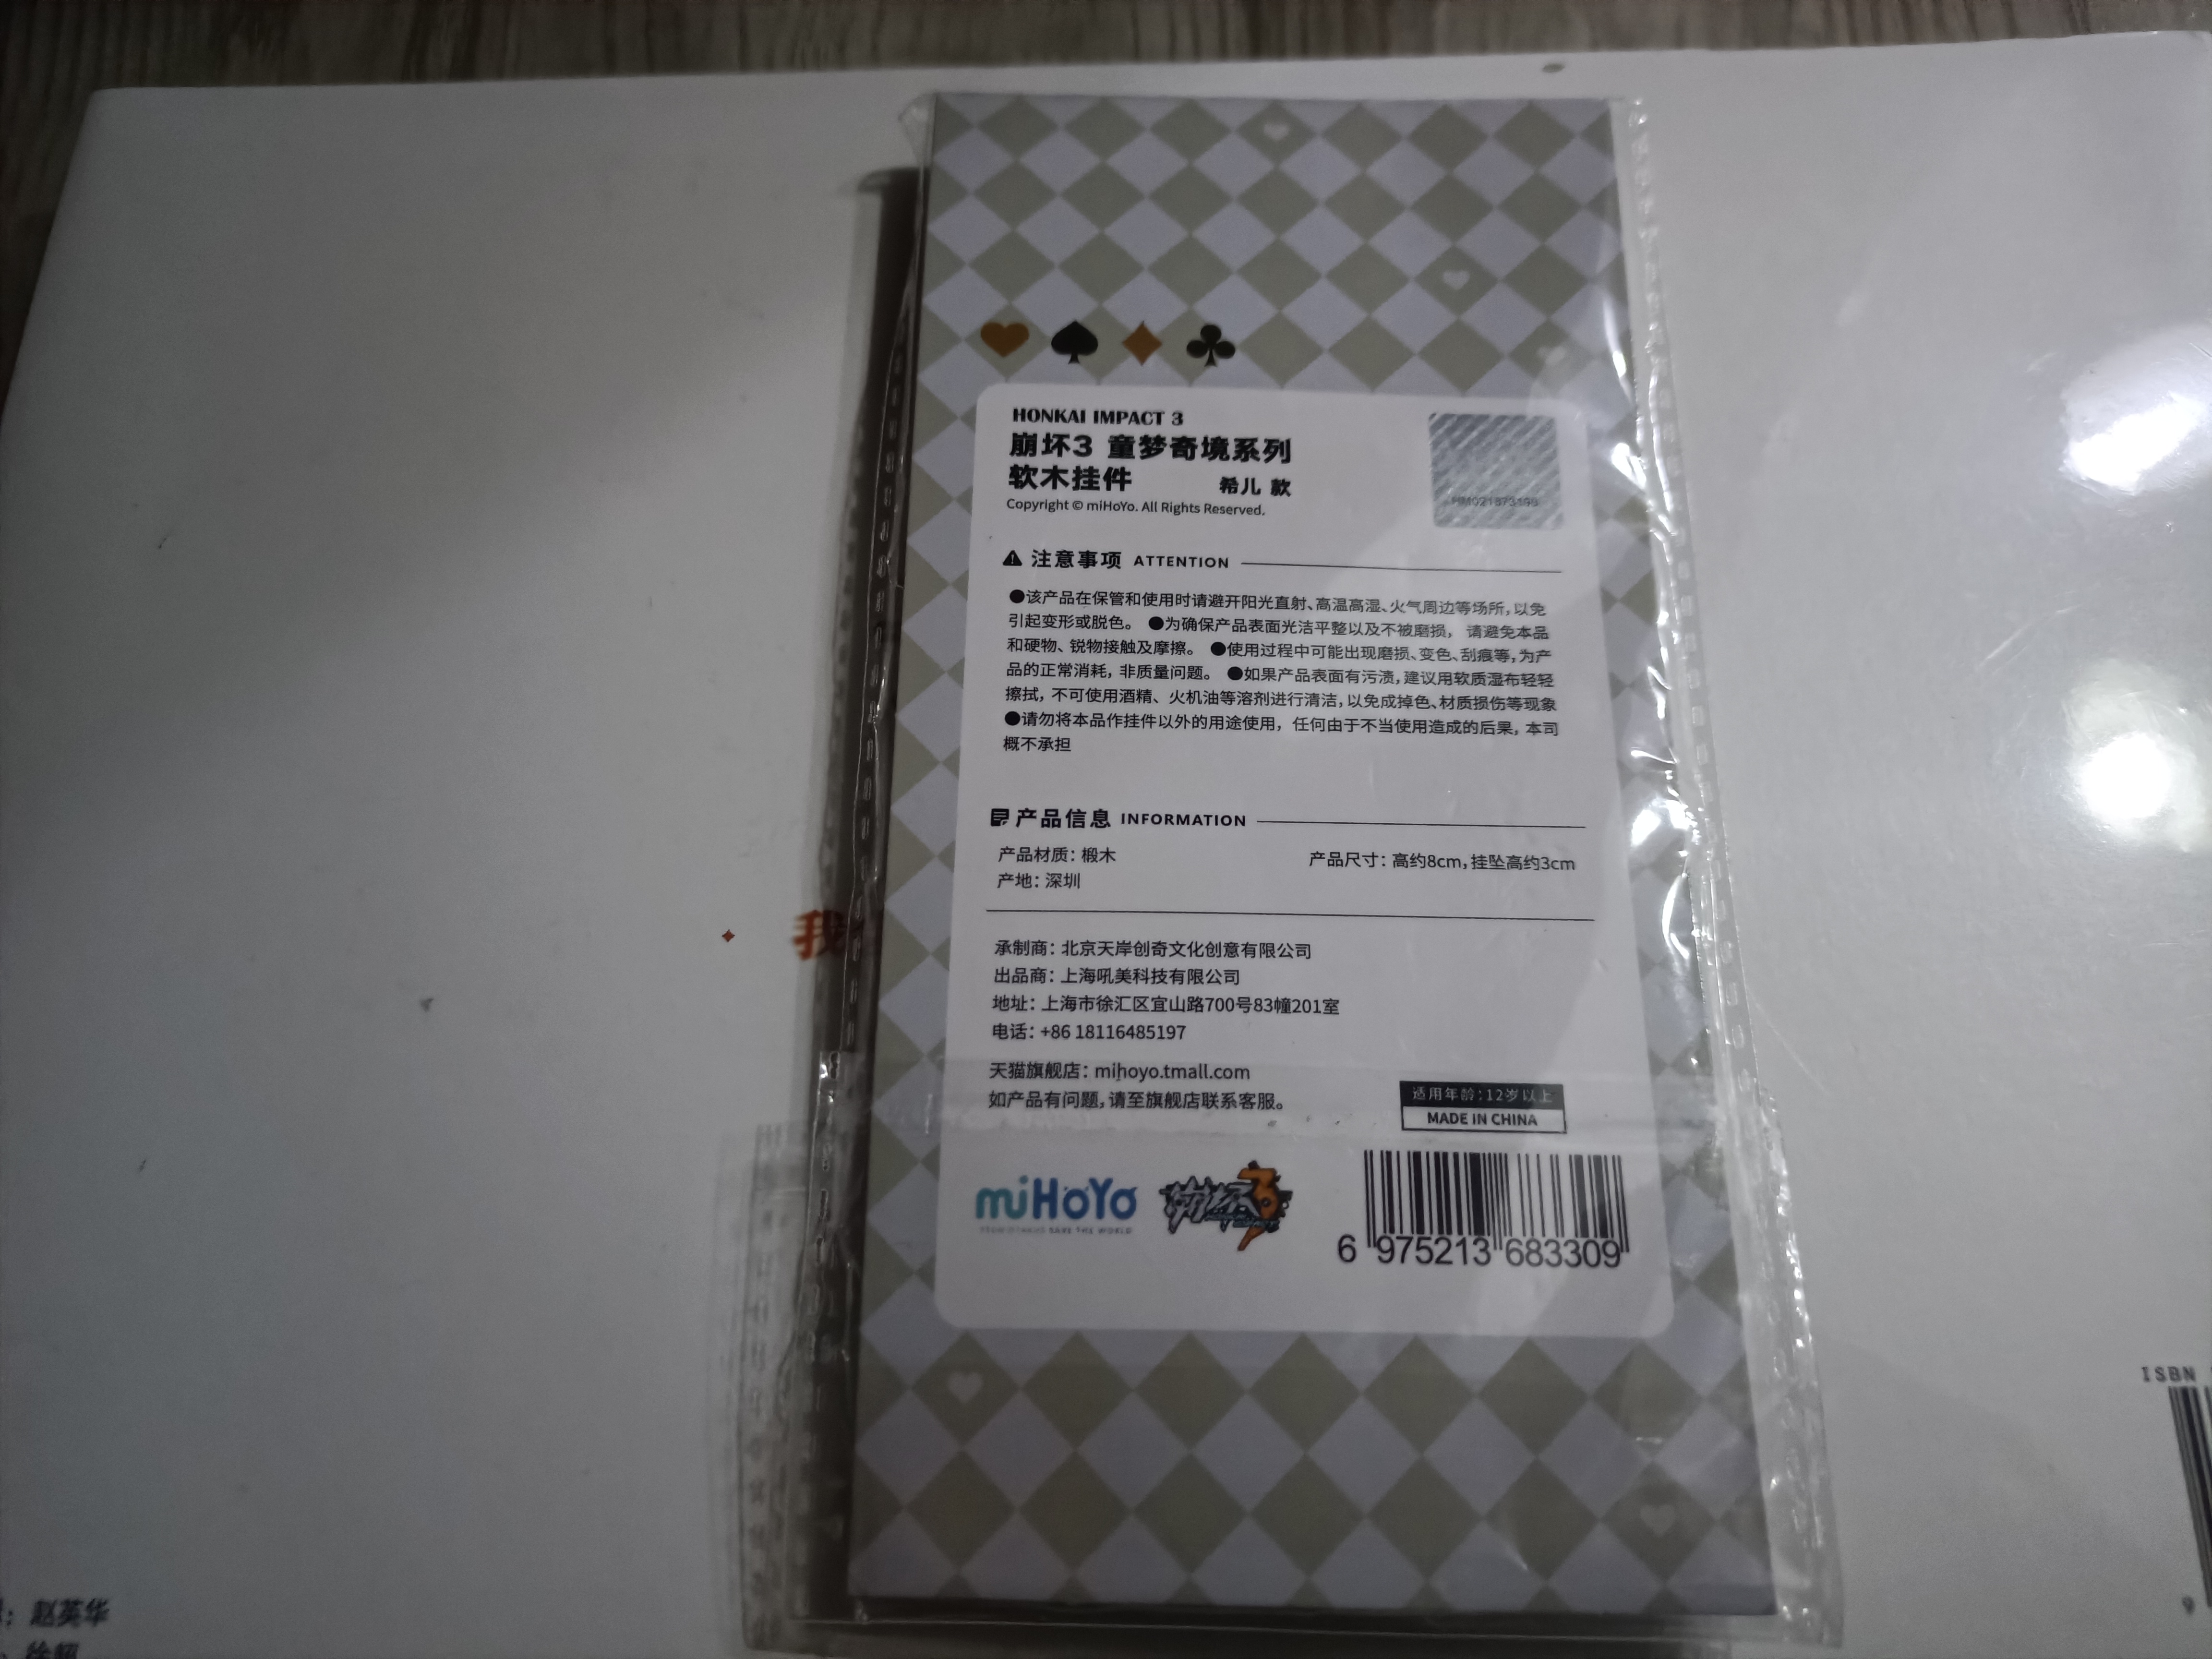 HONKAI IMPACT 3
崩坏3 童梦奇境系列
软木挂件 希儿 款
Copyright © miHoYo. All Rights Reserved.
注意事项 ATTENTION
●该产品在保管和使用时请避开阳光直射、高温高湿、火气周边等场所,以免
引起变形或脱色。 ●为确保产品表面光洁平整以及不被磨损, 请避免本品
和硬物、锐物接触及摩擦。 ●使用过程中可能出现磨损、变色、刮痕等,为产
品的正常消耗,非质量问题。 ●如果产品表面有污渍,建议用软质湿布轻轻
擦拭,不可使用酒精、火机油等溶剂进行清洁,以免成掉色、材质损伤等现象
●请勿将本品作挂件以外的用途使用,任何由于不当使用造成的后果,本司
概不承担
产品信息 INFORMATION
产品材质:椴木 产品尺寸:高约8cm,挂坠高约3cm
产地:深圳
承制商:北京天岸创奇文化创意有限公司
出品商:上海吼美科技有限公司
地址:上海市徐汇区宜山路700号83幢201室
电话:+86 18116485197
天猫旗舰店:mihoyo.tmall.com
如产品有问题,请至旗舰店联系客服。
适用年龄:12岁以上
MADE IN CHINA
miHoYo
TECH OTAKUS SAVE THE WORLD
崩坏3
6 975213 683309
我
ISBN
9
赵英华